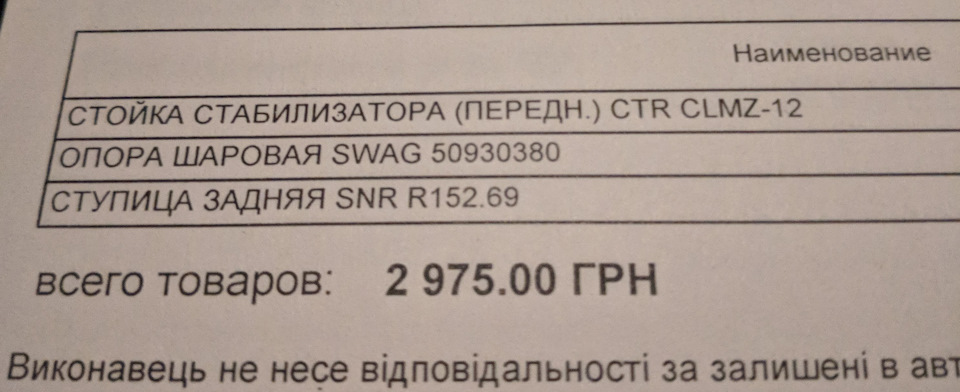 Наименование
СТОЙКА СТАБИЛИЗАТОРА (ПЕРЕДН.) CTR CLMZ-12
ОПОРА ШАРОВАЯ SWAG 50930380
СТУПИЦА ЗАДНЯЯ SNR R152.69
всего товаров: 2 975.00 ГРН
Виконавець не несе відповідальності за залишені в